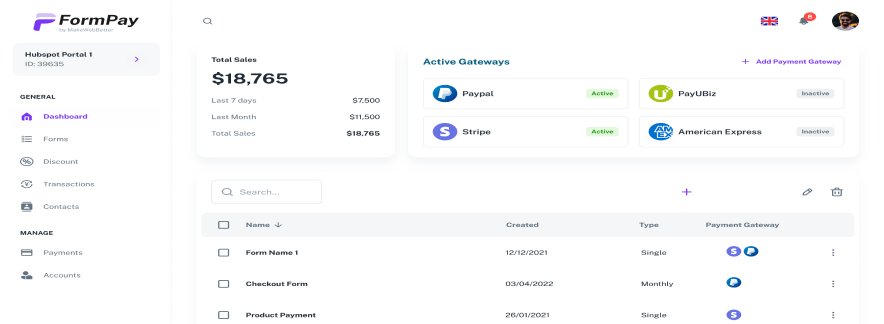 FormPay
by MakeWebBetter
8
Hubspot Portal 1
ID: 39635
GENERAL
Dashboard
Forms
Discount
Transactions
Contacts
MANAGE
Payments
Accounts
Total Sales
$18,765
Last 7 days $7,500
Last Month $11,500
Total Sales $18,765
Active Gateways
+ Add Payment Gateway
Paypal Active
PayUBiz Inactive
S Stripe Active
AM EX American Express Inactive
Search...
Name Created Type Payment Gateway
Form Name 1 12/12/2021 Single S
Checkout Form 03/04/2022 Monthly
Product Payment 26/01/2021 Single S